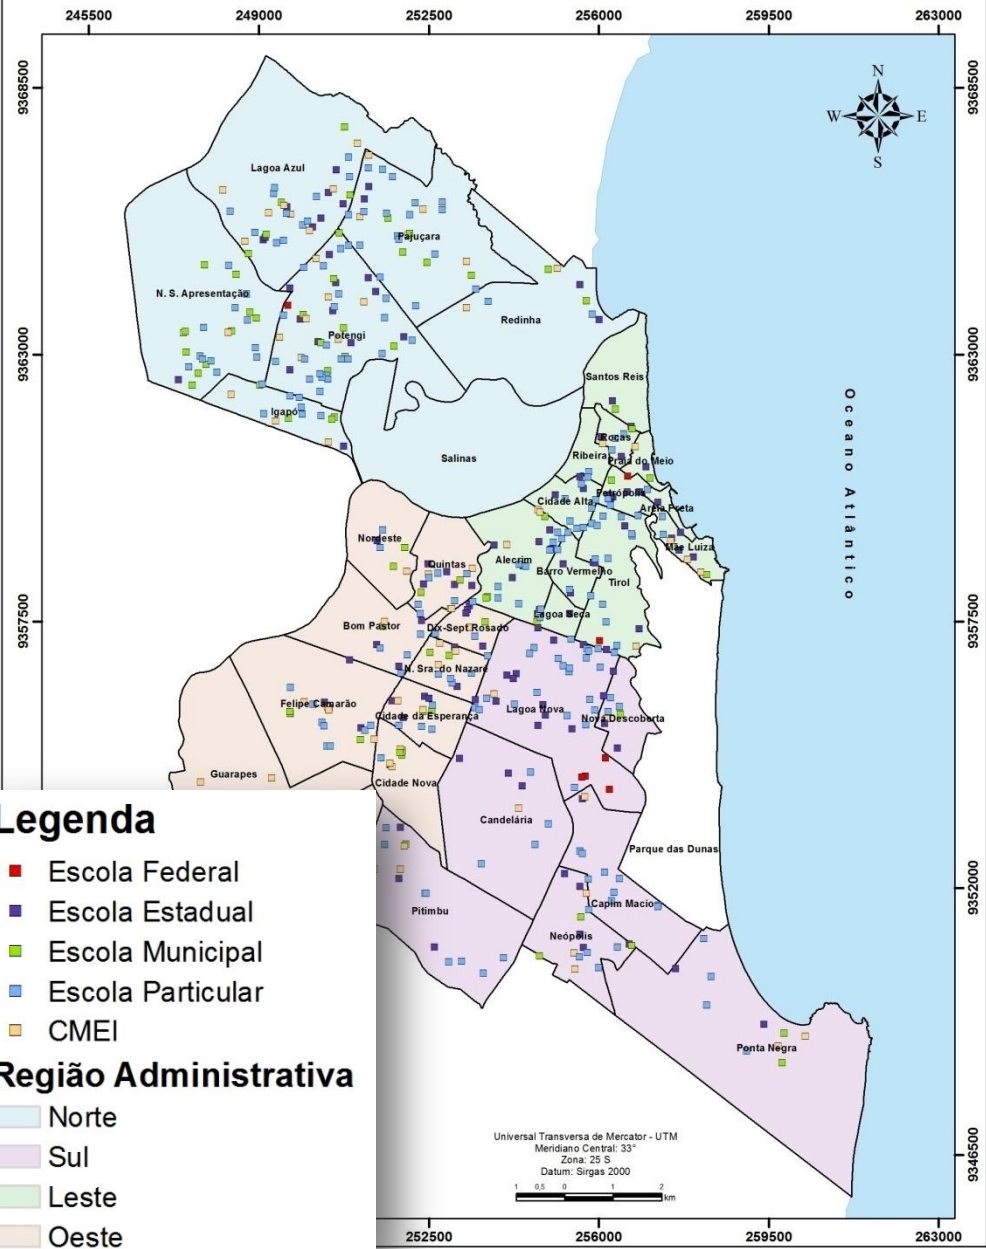 245500 249000 252500 256000 259500 263000
9368500
9368500
N
W E
S
Lagoa Azul
Pajuçara
N. S. Apresentação
Redinha
Potengi
9363000
9363000
Santos Reis
Igapó
Rocas
Ribeira
Praia do Meio
Salinas
Petrópolis
Cidade Alta
Areia Preta
Oceano Atlântico
Nordeste
Mãe Luiza
Alecrim
Quintas
Barro Vermelho
Tirol
Lagoa Seca
9357500
9357500
Bom Pastor
Dix-Sept Rosado
N. Sra. do Nazaré
Felipe Camarão
Lagoa Nova
Cidade da Esperança
Nova Descoberta
Guarapes
Cidade Nova
Candelária
Parque das Dunas
9352000
Capim Macio
Pitimbu
Neópolis
Ponta Negra
9346500
Legenda
Escola Federal
Escola Estadual
Escola Municipal
Escola Particular
CMEI
Região Administrativa
Norte
Sul
Leste
Oeste
Universal Transversa de Mercator - UTM
Meridiano Central: 33°
Zona: 25 S
Datum: Sirgas 2000
1 0,5 0 1 2
km
252500 256000 259500 263000